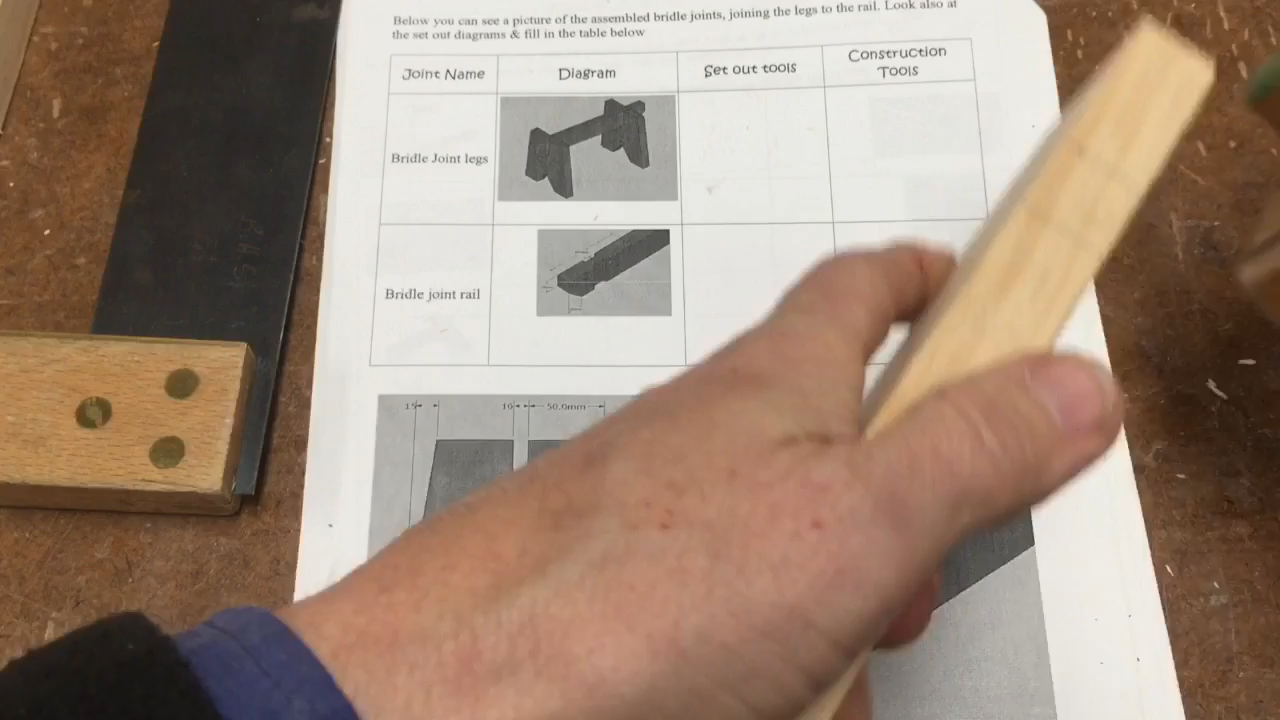 Below you can see a picture of the assembled bridle joints, joining the legs to the rail. Look also at
the set out diagrams & fill in the table below
Joint Name Diagram Set out tools Construction Tools
Bridle Joint legs
Bridle joint rail
15 10 50.0mm